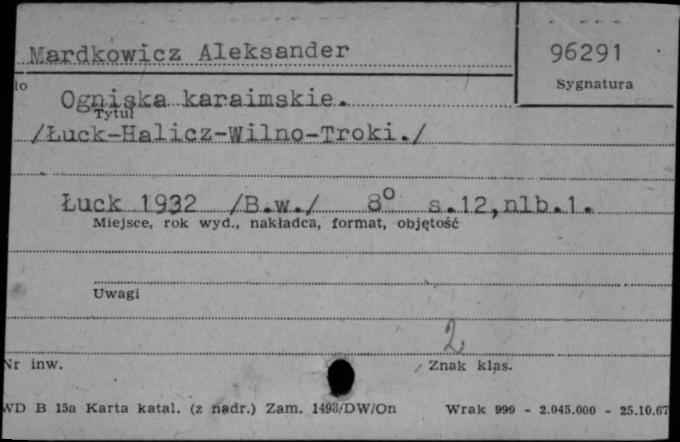 Mardkowicz Aleksander 96291
Sygnatura
Ogniska karaimskie.
Tytuł
/Łuck-Halicz-Wilno-Troki./
Łuck 1932 /B.w./ 8° s.12,nlb.1.
Miejsce, rok wyd., nakładca, format, objętość
Uwagi
2
Nr inw. Znak klas.
WD B 15a Karta katal. (z nadr.) Zam. 1498/DW/On Wrak 999 - 2.045.000 - 25.10.67